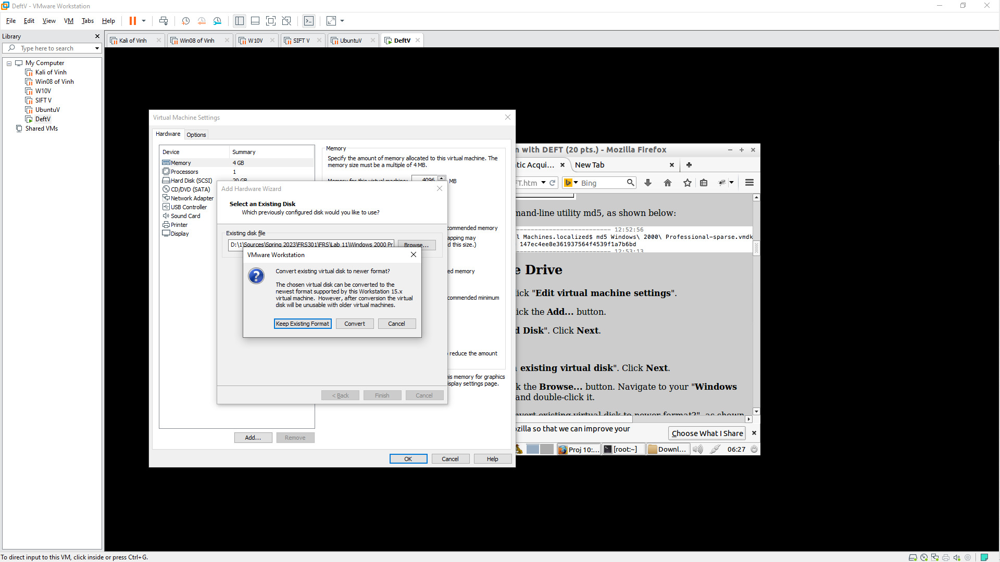 DeftV - VMware Workstation
File Edit View VM Tabs Help
Library
Type here to search
My Computer
Kali of Vinh
Win08 of Vinh
W10V
SIFT V
UbuntuV
DeftV
Shared VMs
Kali of Vinh
Win08 of Vinh
W10V
SIFT V
UbuntuV
DeftV
Virtual Machine Settings
Hardware Options
Device Summary
Memory 4 GB
Processors 1
Hard Disk (SCSI) 20 GB
CD/DVD (SATA)
Network Adapter
USB Controller
Sound Card
Printer
Display
Memory
Specify the amount of memory allocated to this virtual machine. The
memory size must be a multiple of 4 MB.
Memory for this virtual machine: 4096 MB
commended memory
apping may
d this size.)
ed memory
commended minimum
reduce the amount
his memory for graphics
isplay settings page.
Add... Remove
OK Cancel Help
Add Hardware Wizard
Select an Existing Disk
Which previously configured disk would you like to use?
Existing disk file
D:\1\Sources\Spring 2023\FRS301\FRS\Lab 11\Windows 2000 Pr
Browse...
< Back Finish Cancel
VMware Workstation
Convert existing virtual disk to newer format?
The chosen virtual disk can be converted to the
newest format supported by this Workstation 15.x
virtual machine. However, after conversion the virtual
disk will be unusable with older virtual machines.
Keep Existing Format Convert Cancel
n with DEFT (20 pts.) - Mozilla Firefox
tic Acqui... New Tab
FT.htm Bing
mand-line utility md5, as shown below:
12:52:56
l Machines.localized$ md5 Windows\ 2000\ Professional-sparse.vmdk
147ec4ee8e361937564f4539f1a7b6bd
12:53:13
e Drive
lick "Edit virtual machine settings".
ick the Add... button.
d Disk". Click Next.
existing virtual disk". Click Next.
k the Browse... button. Navigate to your "Windows
and double-click it.
nvert existing virtual disk to newer format?", as shown
ozilla so that we can improve your
Choose What I Share
Proj 10:... [root:~] Downl... 06:27
To direct input to this VM, click inside or press Ctrl+G.